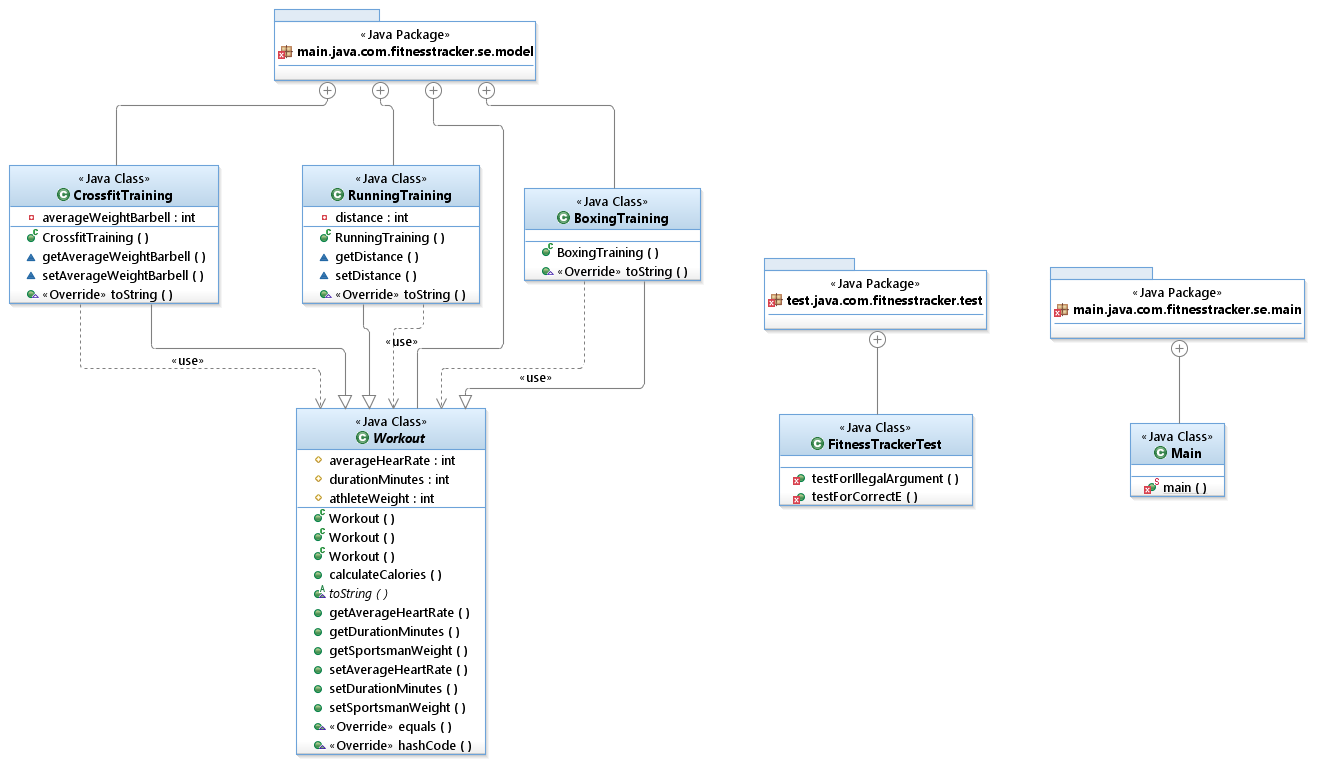 «Java Package»
main.java.com.fitnesstracker.se.model
«Java Class»
CrossfitTraining
averageWeightBarbell : int
CrossfitTraining ( )
getAverageWeightBarbell ( )
setAverageWeightBarbell ( )
«Override» toString ( )
«Java Class»
RunningTraining
distance : int
RunningTraining ( )
getDistance ( )
setDistance ( )
«Override» toString ( )
«Java Class»
BoxingTraining
BoxingTraining ( )
«Override» toString ( )
«use»
«use»
«use»
«Java Class»
Workout
averageHearRate : int
durationMinutes : int
athleteWeight : int
Workout ( )
Workout ( )
Workout ( )
calculateCalories ( )
toString ( )
getAverageHeartRate ( )
getDurationMinutes ( )
getSportsmanWeight ( )
setAverageHeartRate ( )
setDurationMinutes ( )
setSportsmanWeight ( )
«Override» equals ( )
«Override» hashCode ( )
«Java Package»
test.java.com.fitnesstracker.test
«Java Class»
FitnessTrackerTest
testForIllegalArgument ( )
testForCorrectE ( )
«Java Package»
main.java.com.fitnesstracker.se.main
«Java Class»
Main
main ( )